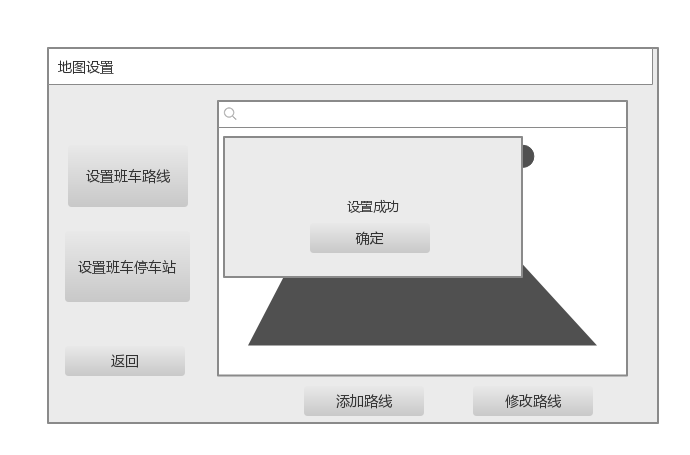 地图设置
设置班车路线
设置成功
确定
设置班车停车站
返回
添加路线
修改路线